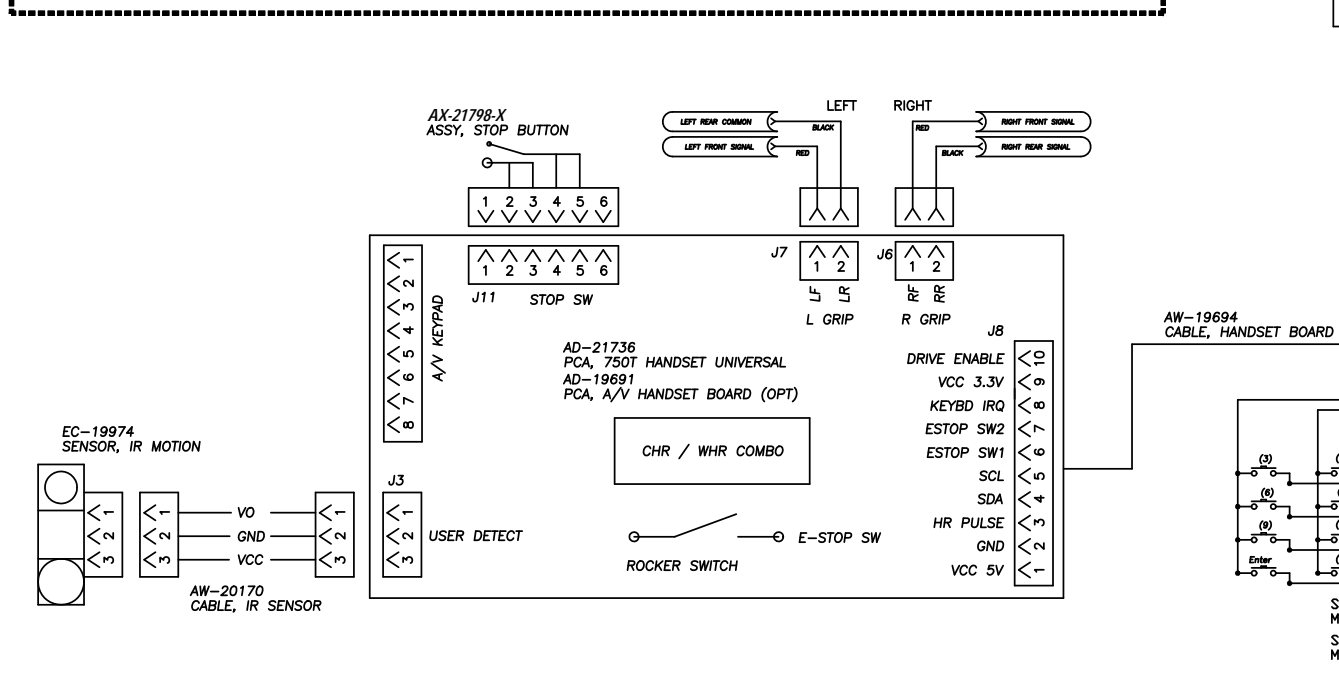 AX-21798-X
ASSY, STOP BUTTON
1 2 3 4 5 6
LEFT RIGHT
LEFT REAR COMMON
BLACK
LEFT FRONT SIGNAL
RED
RED
RIGHT FRONT SIGNAL
BLACK
RIGHT REAR SIGNAL
1 2 3 4 5 6
J11 STOP SW
J7
1 2
LF LR
L GRIP
J6
1 2
RF RR
R GRIP
1
2
3
4
5
6
7
8
A/V KEYPAD
AD-21736
PCA, 750T HANDSET UNIVERSAL
AD-19691
PCA, A/V HANDSET BOARD (OPT)
CHR / WHR COMBO
J8
DRIVE ENABLE 10
VCC 3.3V 9
KEYBD IRQ 8
ESTOP SW2 7
ESTOP SW1 6
SCL 5
SDA 4
HR PULSE 3
GND 2
VCC 5V 1
AW-19694
CABLE, HANDSET BOARD
EC-19974
SENSOR, IR MOTION
1 1 VO 1
2 2 GND 2
3 3 VCC 3
AW-20170
CABLE, IR SENSOR
J3
1
2
3
USER DETECT
E-STOP SW
ROCKER SWITCH
(3)
(6)
(9)
Enter
S
M
S
M